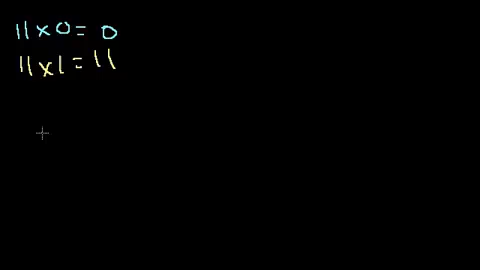 11 x 0 = 0
11 x 1 = 11